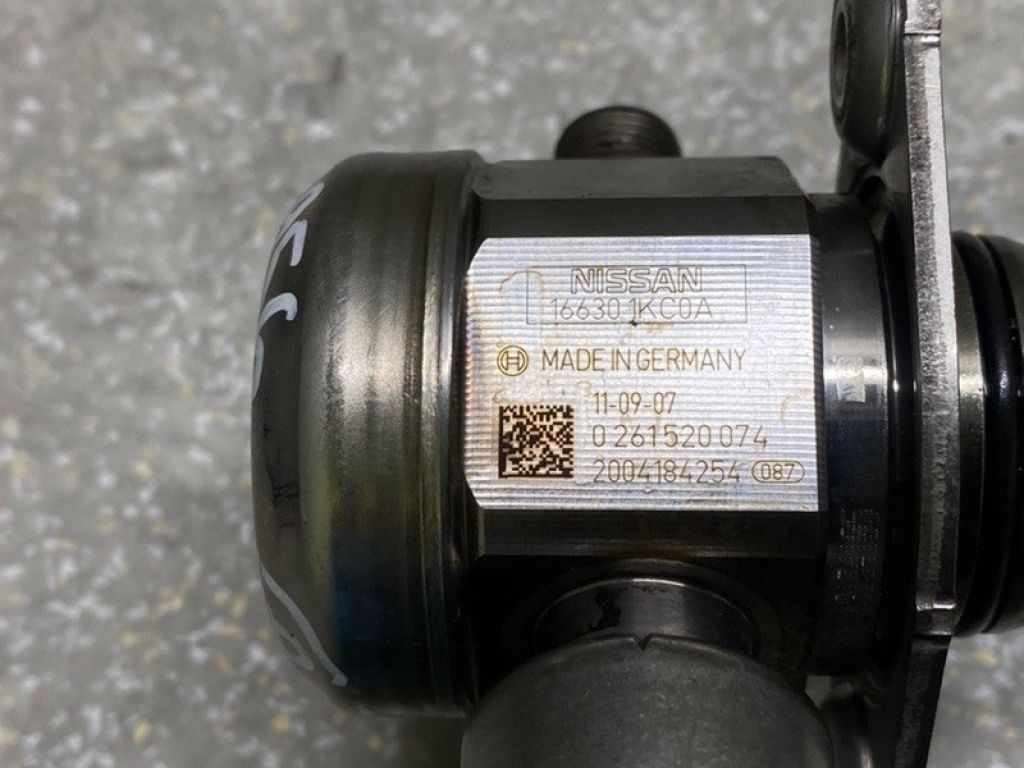 NISSAN
16630 1KC0A
MADE IN GERMANY
11-09-07
0 261 520 074
2004184254 087